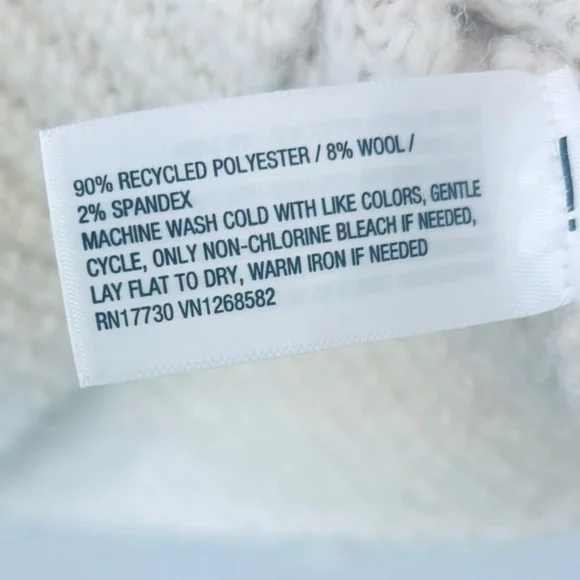 90% RECYCLED POLYESTER / 8% WOOL /
2% SPANDEX
MACHINE WASH COLD WITH LIKE COLORS, GENTLE
CYCLE, ONLY NON-CHLORINE BLEACH IF NEEDED,
LAY FLAT TO DRY, WARM IRON IF NEEDED
RN17730 VN1268582